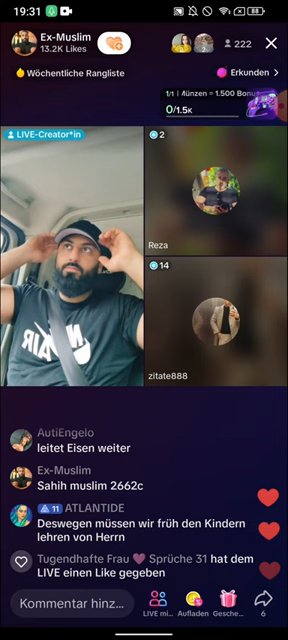 19:31
88
Ex-Muslim
13.2K Likes
222
Wöchentliche Rangliste
Erkunden >
1/1 | Münzen = 1.500 Bonus
0/1.5K
LIVE-Creator*in
2
Reza
14
zitate888
AIR
AutiEngelo
leitet Eisen weiter
Ex-Muslim
Sahih muslim 2662c
11 ATLANTIDE
Deswegen müssen wir früh den Kindern
lehren von Herrn
Tugendhafte Frau Sprüche 31 hat dem
LIVE einen Like gegeben
Kommentar hinz...
LIVE mi...
Aufladen
Gesche...
6